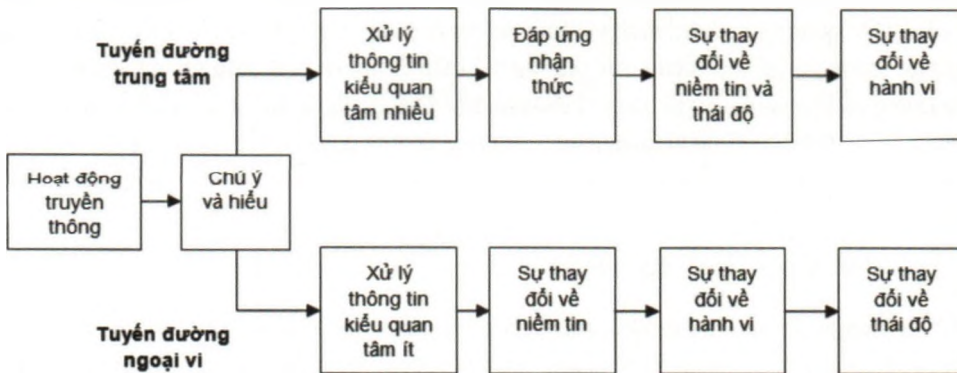 Tuyến đường
trung tâm
Xử lý
thông tin
kiểu quan
tâm nhiều
Đáp ứng
nhận
thức
Sự thay
đổi về
niềm tin và
thái độ
Sự thay
đổi về
hành vi
Hoạt động
truyền
thông
Chú ý
và hiểu
Tuyến đường
ngoại vi
Xử lý
thông tin
kiểu quan
tâm ít
Sự thay
đổi về
niềm tin
Sự thay
đổi về
hành vi
Sự thay
đổi về
thái độ